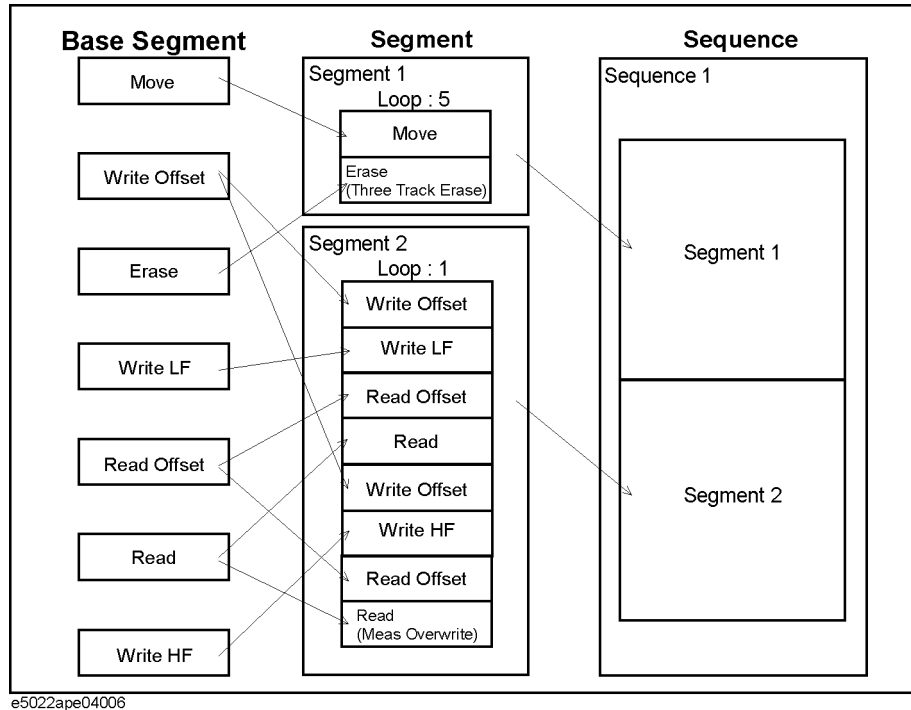 Base Segment
Move
Write Offset
Erase
Write LF
Read Offset
Read
Write HF
Segment
Segment 1
Loop : 5
Move
Erase
(Three Track Erase)
Segment 2
Loop : 1
Write Offset
Write LF
Read Offset
Read
Write Offset
Write HF
Read Offset
Read
(Meas Overwrite)
Sequence
Sequence 1
Segment 1
Segment 2
e5022ape04006